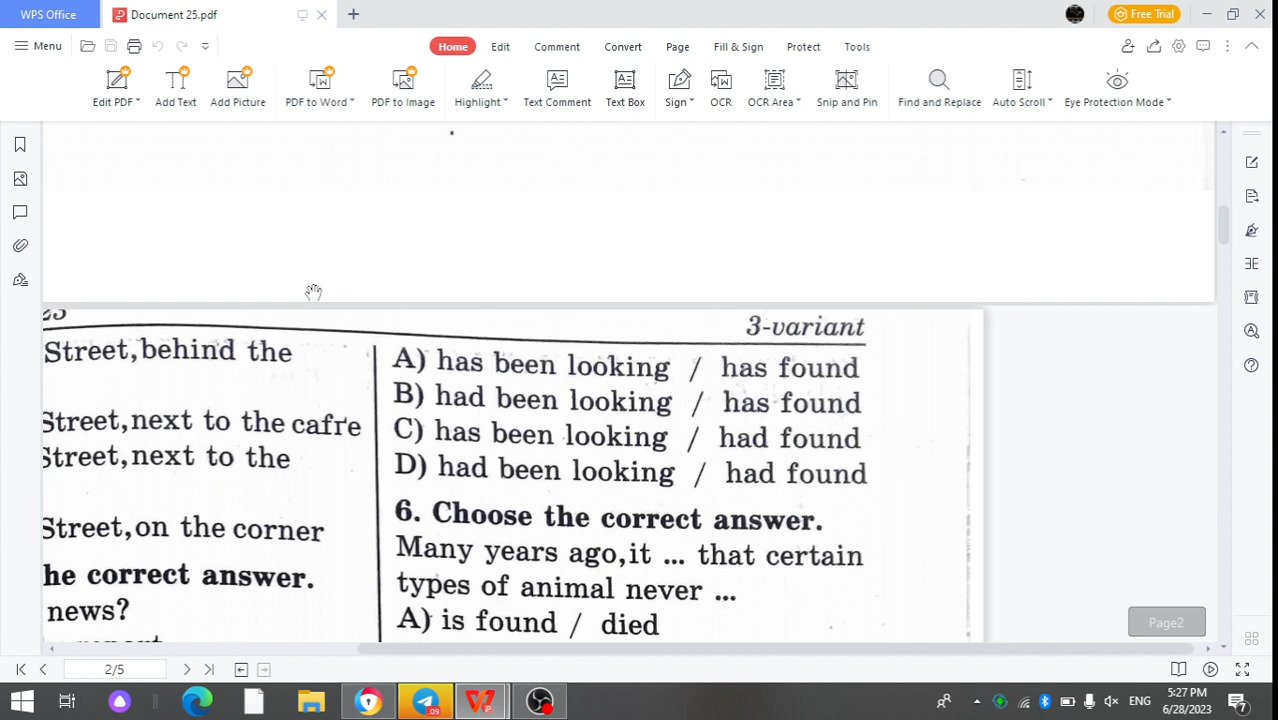 WPS Office
Document 25.pdf
Free Trial
Menu
Home
Edit
Comment
Convert
Page
Fill & Sign
Protect
Tools
Edit PDF
Add Text
Add Picture
PDF to Word
PDF to Image
Highlight
Text Comment
Text Box
Sign
OCR
OCR Area
Snip and Pin
Find and Replace
Auto Scroll
Eye Protection Mode
3-variant
Street, behind the
Street, next to the cafre
Street, next to the
Street, on the corner
he correct answer.
news?
A) has been looking / has found
B) had been looking / has found
C) has been looking / had found
D) had been looking / had found
6. Choose the correct answer.
Many years ago, it ... that certain
types of animal never ...
A) is found / died
Page2
2/5
.09
ENG
5:27 PM
6/28/2023
7